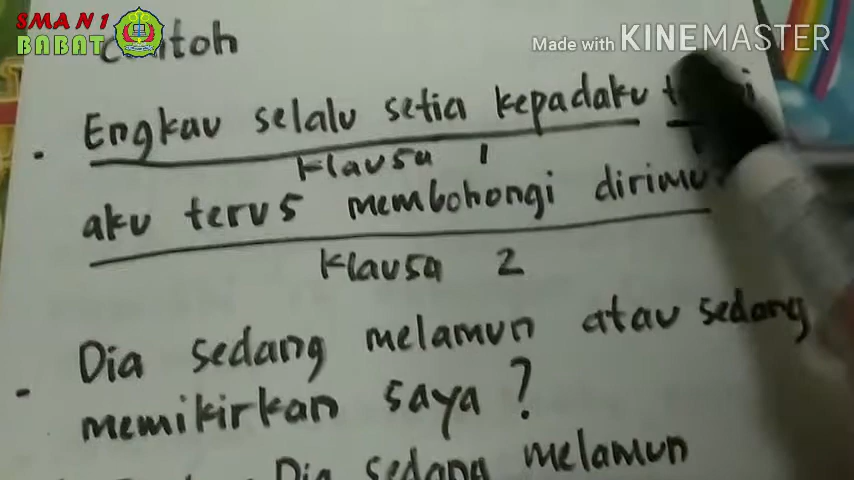 SMA N 1
BABAT
Made with KINEMASTER
Contoh
Engkau selalu setia kepadaku
Klausa 1
aku terus membohongi dirimu
Klausa 2
Dia sedang melamun atau sedang
memikirkan saya?
Dia sedang melamun